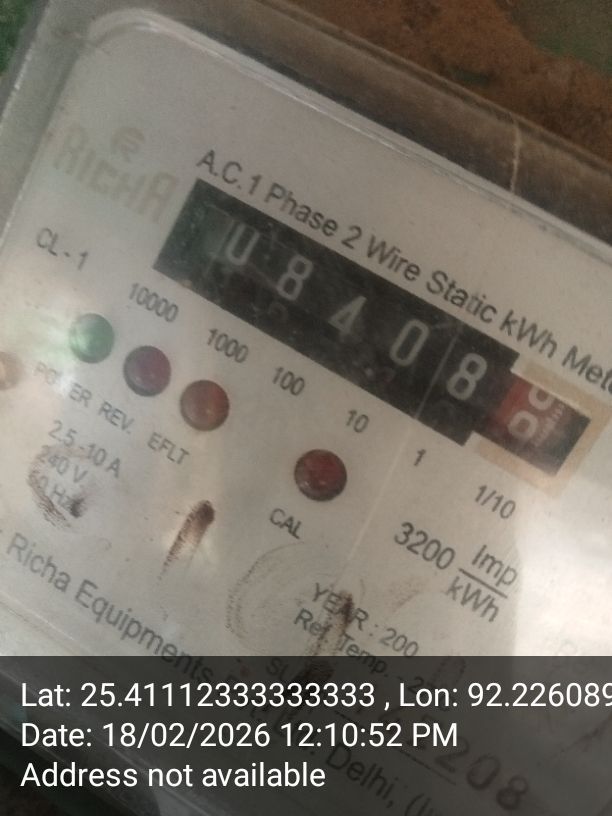 RICHA
A.C.1 Phase 2 Wire Static kWh Met
CL-1
08408
10000 1000 100 10 1 1/10
POWER REV. EFLT
2.5-10 A
240 V
CAL
3200 Imp
kWh
YEAR: 200
Ref. Temp.
Richa Equipments
Delhi,
208
Lat: 25.41112333333333 , Lon: 92.226089
Date: 18/02/2026 12:10:52 PM
Address not available